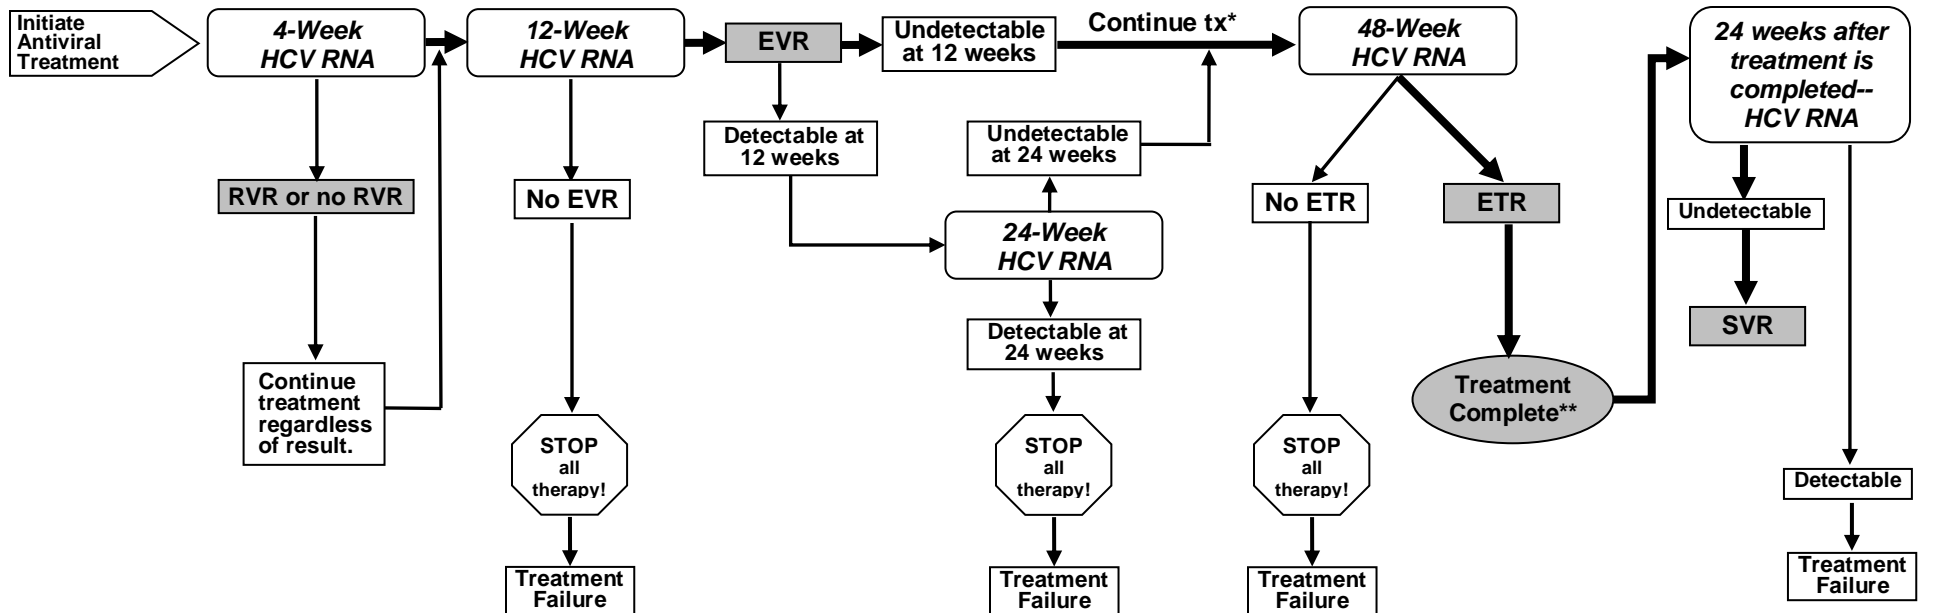 Initiate
Antiviral
Treatment
4-Week
HCV RNA
12-Week
HCV RNA
EVR
Undetectable
at 12 weeks
Continue tx*
48-Week
HCV RNA
24 weeks after
treatment is
completed--
HCV RNA
Detectable at
12 weeks
Undetectable
at 24 weeks
RVR or no RVR
No EVR
24-Week
HCV RNA
No ETR
ETR
Undetectable
SVR
Detectable at
24 weeks
Continue
treatment
regardless
of result.
Treatment
Complete**
STOP
all
therapy!
STOP
all
therapy!
STOP
all
therapy!
Detectable
Treatment
Failure
Treatment
Failure
Treatment
Failure
Treatment
Failure